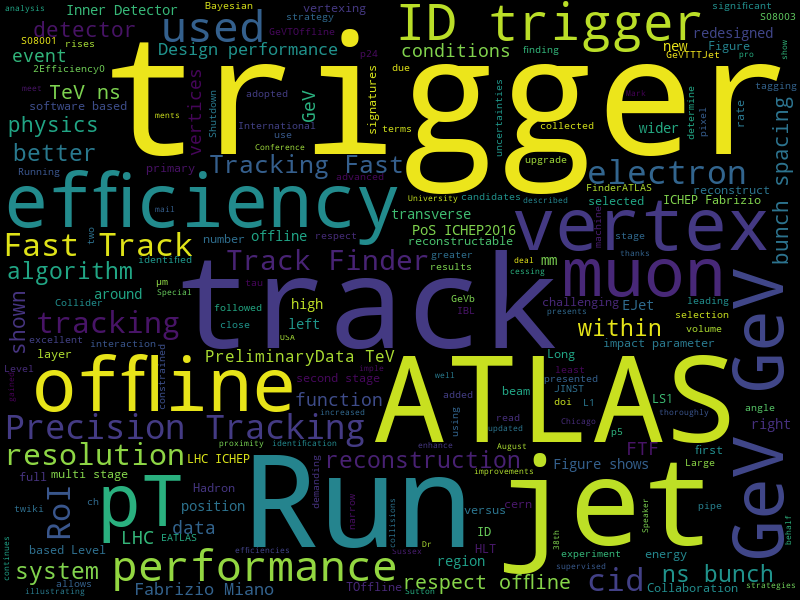 analysis
Inner Detector
Bayesian
vertexing
strategy
ID trigger
significant
S08003
S08001
rises
detector
used
GeVTOffline
p24
finding
new
redesigned
event
Design performance
conditions
Figure
GeVTTTJet
show
pro
2EfficiencyO
trigger
TeV ns
adopted
meet
software based
vertices
Shutdown
GeV
signatures
due
Mark
uncertainties
upgrade
tagging
determine
pixel
rate
ments
International
use
terms
collected
wider
physics
better
Conference
bunch spacing
Running
primary
Tracking Fast
advanced
electron
FinderATLAS
reconstruct
efficiency
University
candidates
described
selected
ICHEP Fabrizio
mail
two
transverse
vertex
machine
number
offline
respect
PoS ICHEP2016
reconstructable
stage
thanks
Fast Track
identified
Track Finder
greater
results
deal
cessing
mm
muon
algorithm
around
µm
Special
tau
track
GeVb
IBL
challenging
presents
EJet
leading
selection
volume
GeV GeV
Collider
followed
close
USA
high
left
shown
tracking
excellent
interaction
within
impact parameter
layer
Level
constrained
PreliminaryData TeV
Long
least
presented
JINST
ATLAS
gained
offline
second stage
imple
function
well
added
using
beam
read
doi
L1
LS1
Chicago
thoroughly
angle
right
increased
updated
p5
Precision Tracking
proximity
identification
demanding
enhance
August
FTF
first
resolution
LHC ICHEP
Run
reconstruction
improvements
Figure shows
Large
full
multi stage
twiki
ch
Hadron
pT
position
narrow
collisions
versus
cern
jet
Speaker
pipe
RoI
data
ID
38th
LHC
EATLAS
continues
based Level
efficiencies
Sussex
Dr
HLT
region
experiment
energy
behalf
system
performance
supervised
allows
illustrating
Fabrizio Miano
TOffline
Sutton
respect offline
cid
ns bunch
Collaboration
strategies